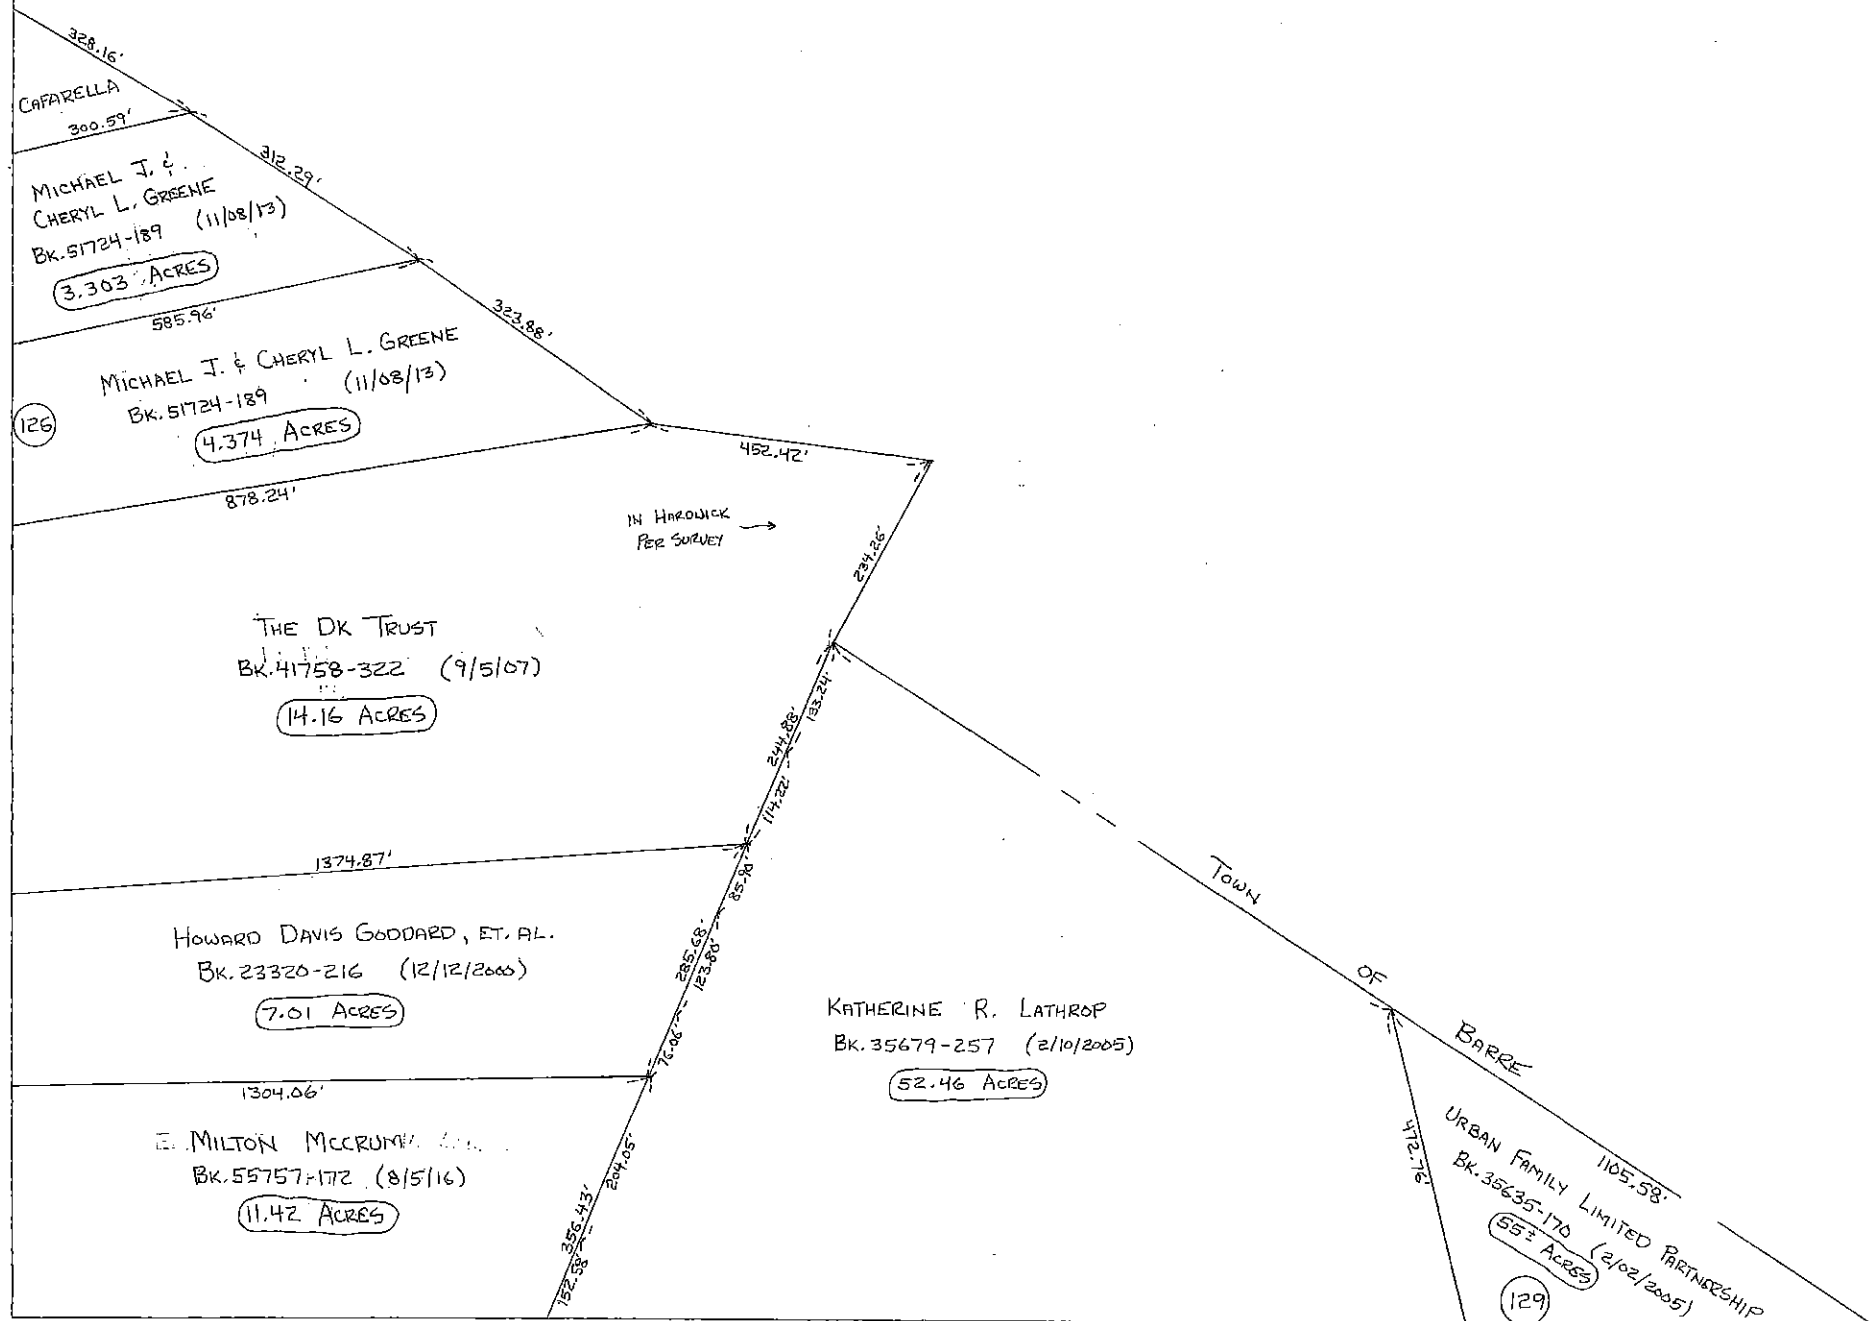 328.16'
CAFARELLA
300.59'
312.29'
MICHAEL J. &
CHERYL L. GREENE
BK. 51724-189 (11/08/13)
3.303 ACRES
585.96'
323.88'
MICHAEL J. & CHERYL L. GREENE
BK. 51724-189 (11/08/13)
4.374 ACRES
126
878.24'
452.42'
IN HARDWICK
PER SURVEY
234.26'
THE DK TRUST
BK. 41758-322 (9/5/07)
14.16 ACRES
133.24'
244.88'
114.22'
1374.87'
85.90'
HOWARD DAVIS GODDARD, ET. AL.
BK. 23320-216 (12/12/2000)
7.01 ACRES
285.68'
123.80'
76.06'
KATHERINE R. LATHROP
BK. 35679-257 (2/10/2005)
52.46 ACRES
1304.06'
MILTON MCCRUM
BK. 55757-172 (8/5/16)
11.42 ACRES
204.05'
356.43'
152.58'
TOWN
OF
BARRE
472.76'
1105.58'
URBAN FAMILY LIMITED PARTNERSHIP
BK. 35635-170 (2/02/2005)
55± ACRES
129